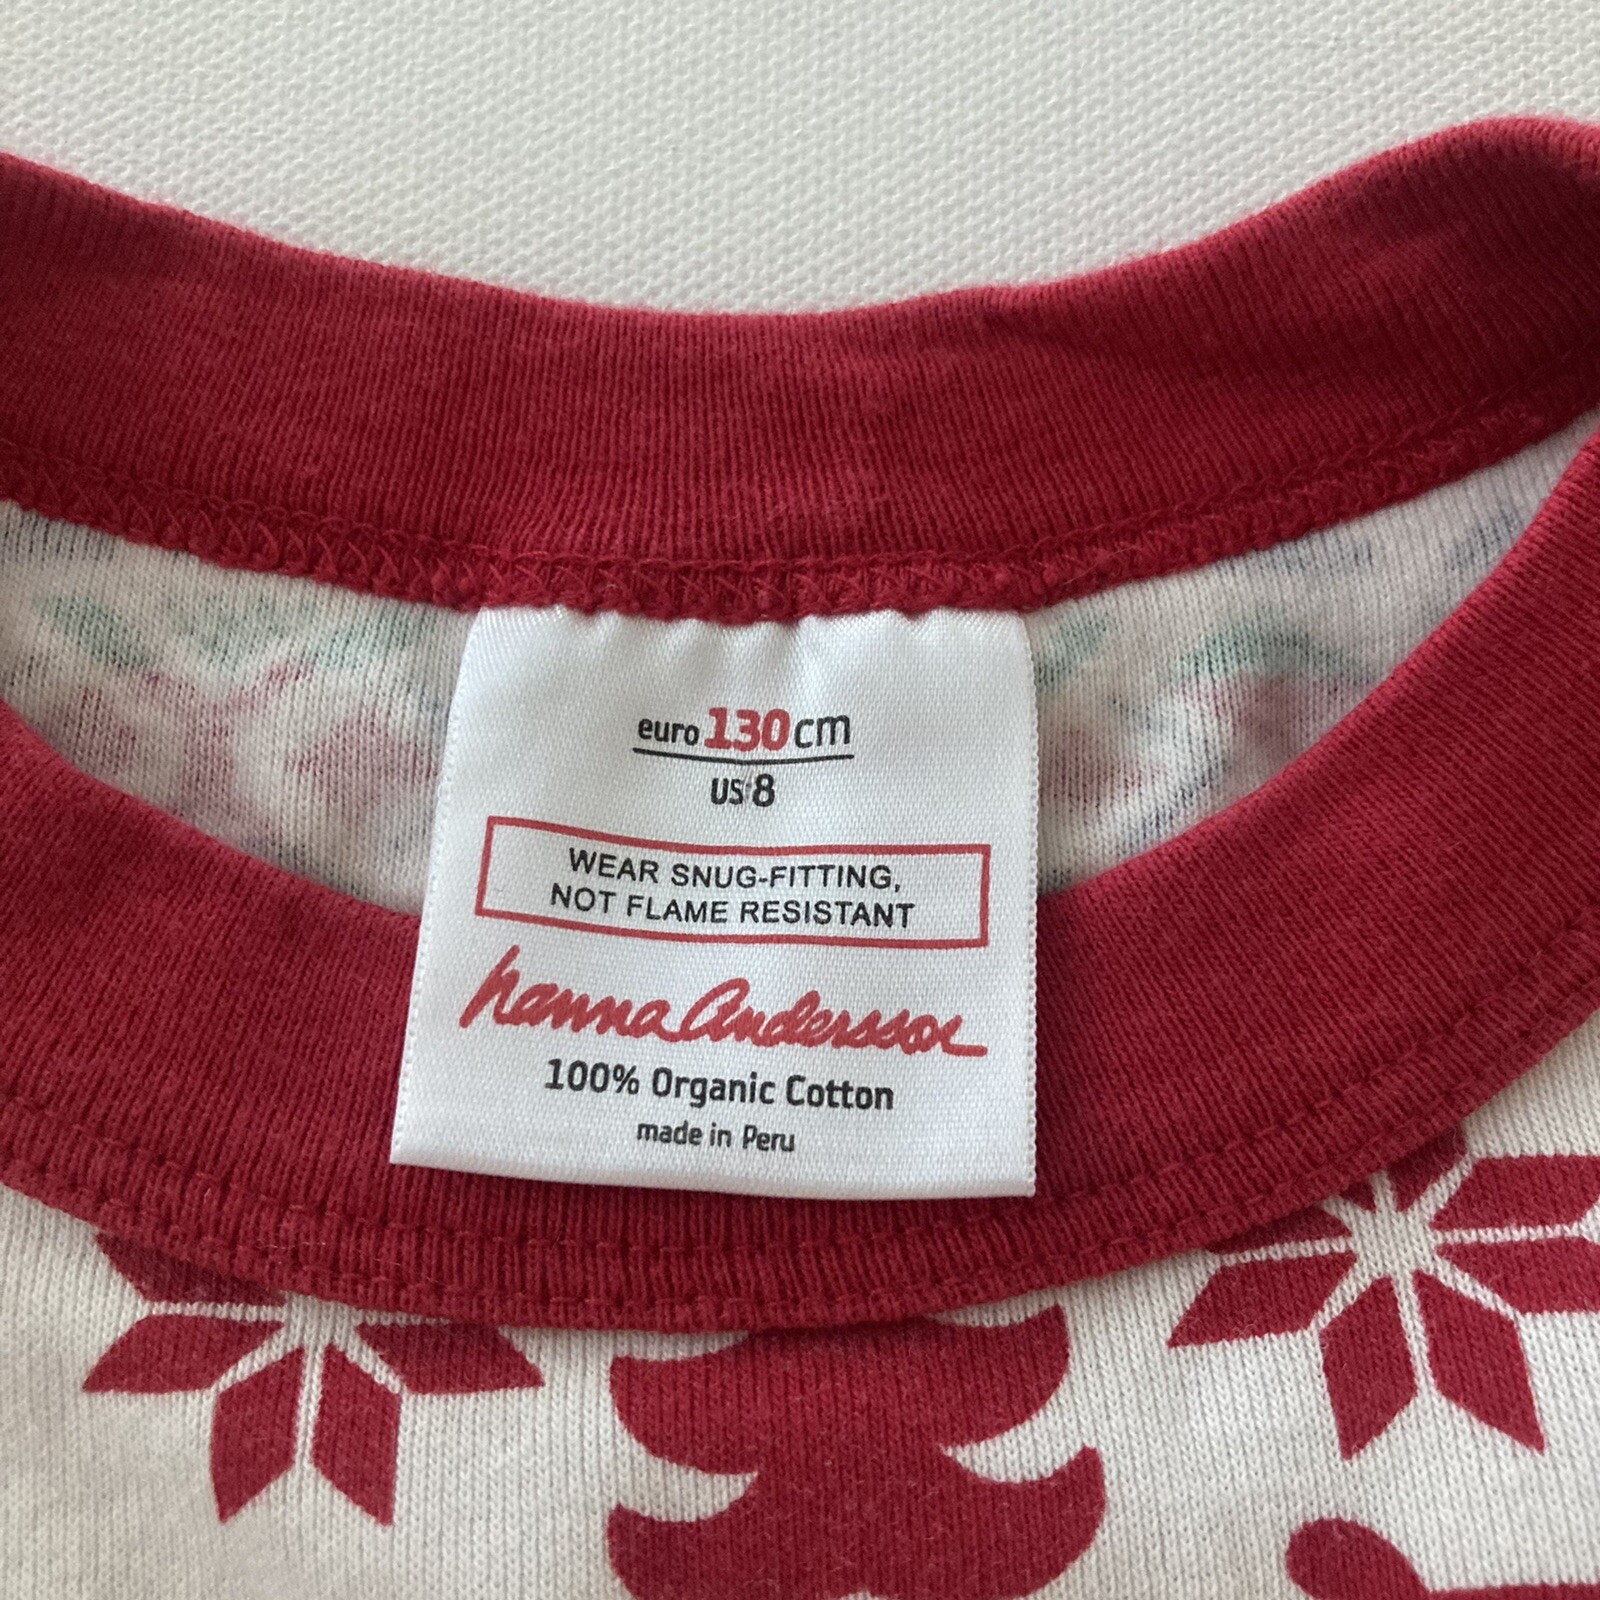 euro 130 cm
US 8
WEAR SNUG-FITTING,
NOT FLAME RESISTANT
hanna Andersson
100% Organic Cotton
made in Peru